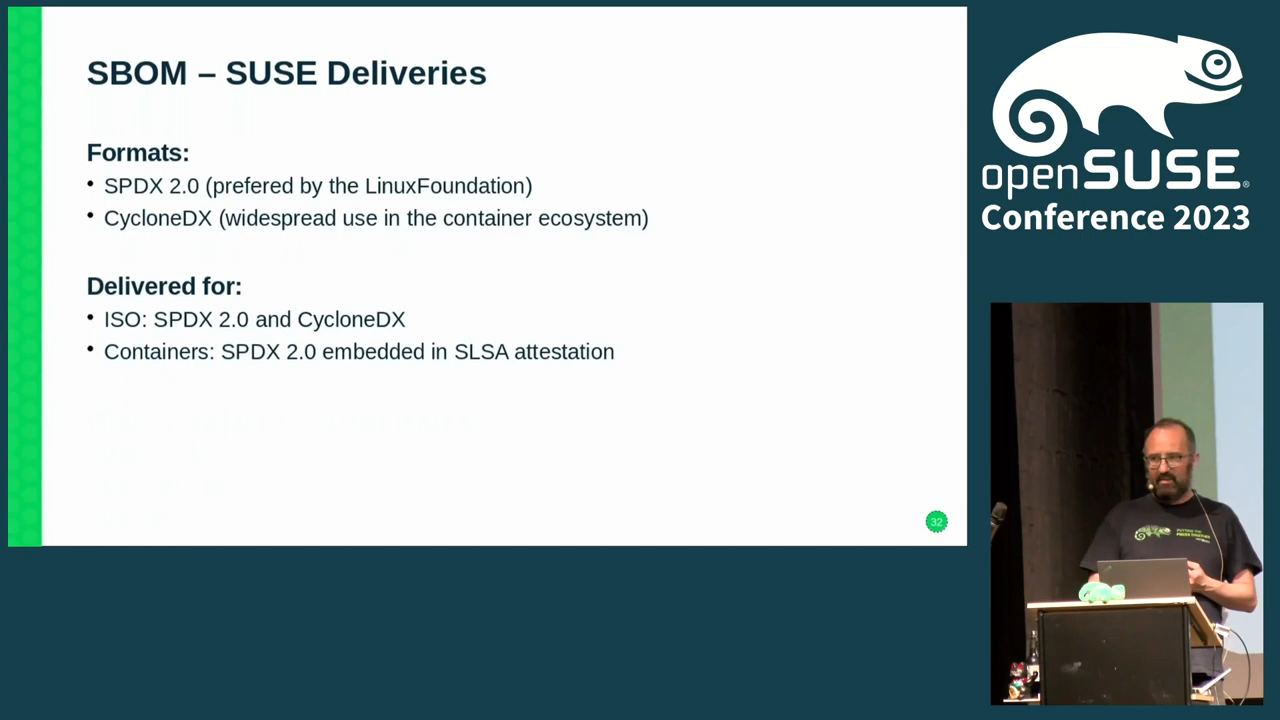 SBOM – SUSE Deliveries
Formats:
• SPDX 2.0 (prefered by the LinuxFoundation)
• CycloneDX (widespread use in the container ecosystem)
Delivered for:
• ISO: SPDX 2.0 and CycloneDX
• Containers: SPDX 2.0 embedded in SLSA attestation
32
openSUSE®
Conference 2023